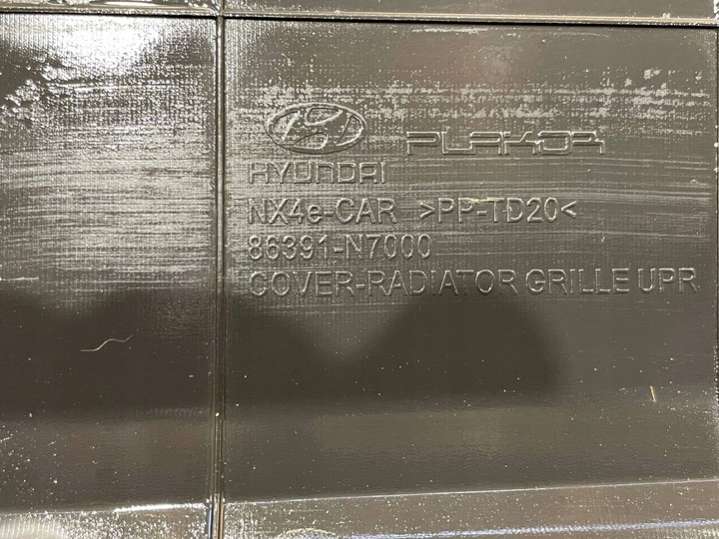 PLAKOR
HYUNDAI
NX4e-CAR >PP-TD20<
86391-N7000
COVER-RADIATOR GRILLE UPR